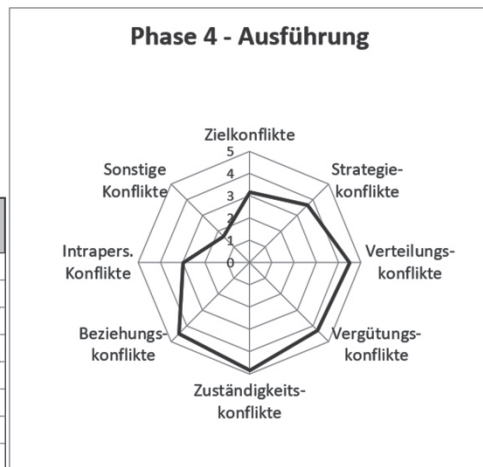 Phase 4 - Ausführung
Zielkonflikte
5
4
3
2
1
0
Strategie-
konflikte
Verteilungs-
konflikte
Vergütungs-
konflikte
Zuständigkeits-
konflikte
Beziehungs-
konflikte
Intrapers.
Konflikte
Sonstige
Konflikte